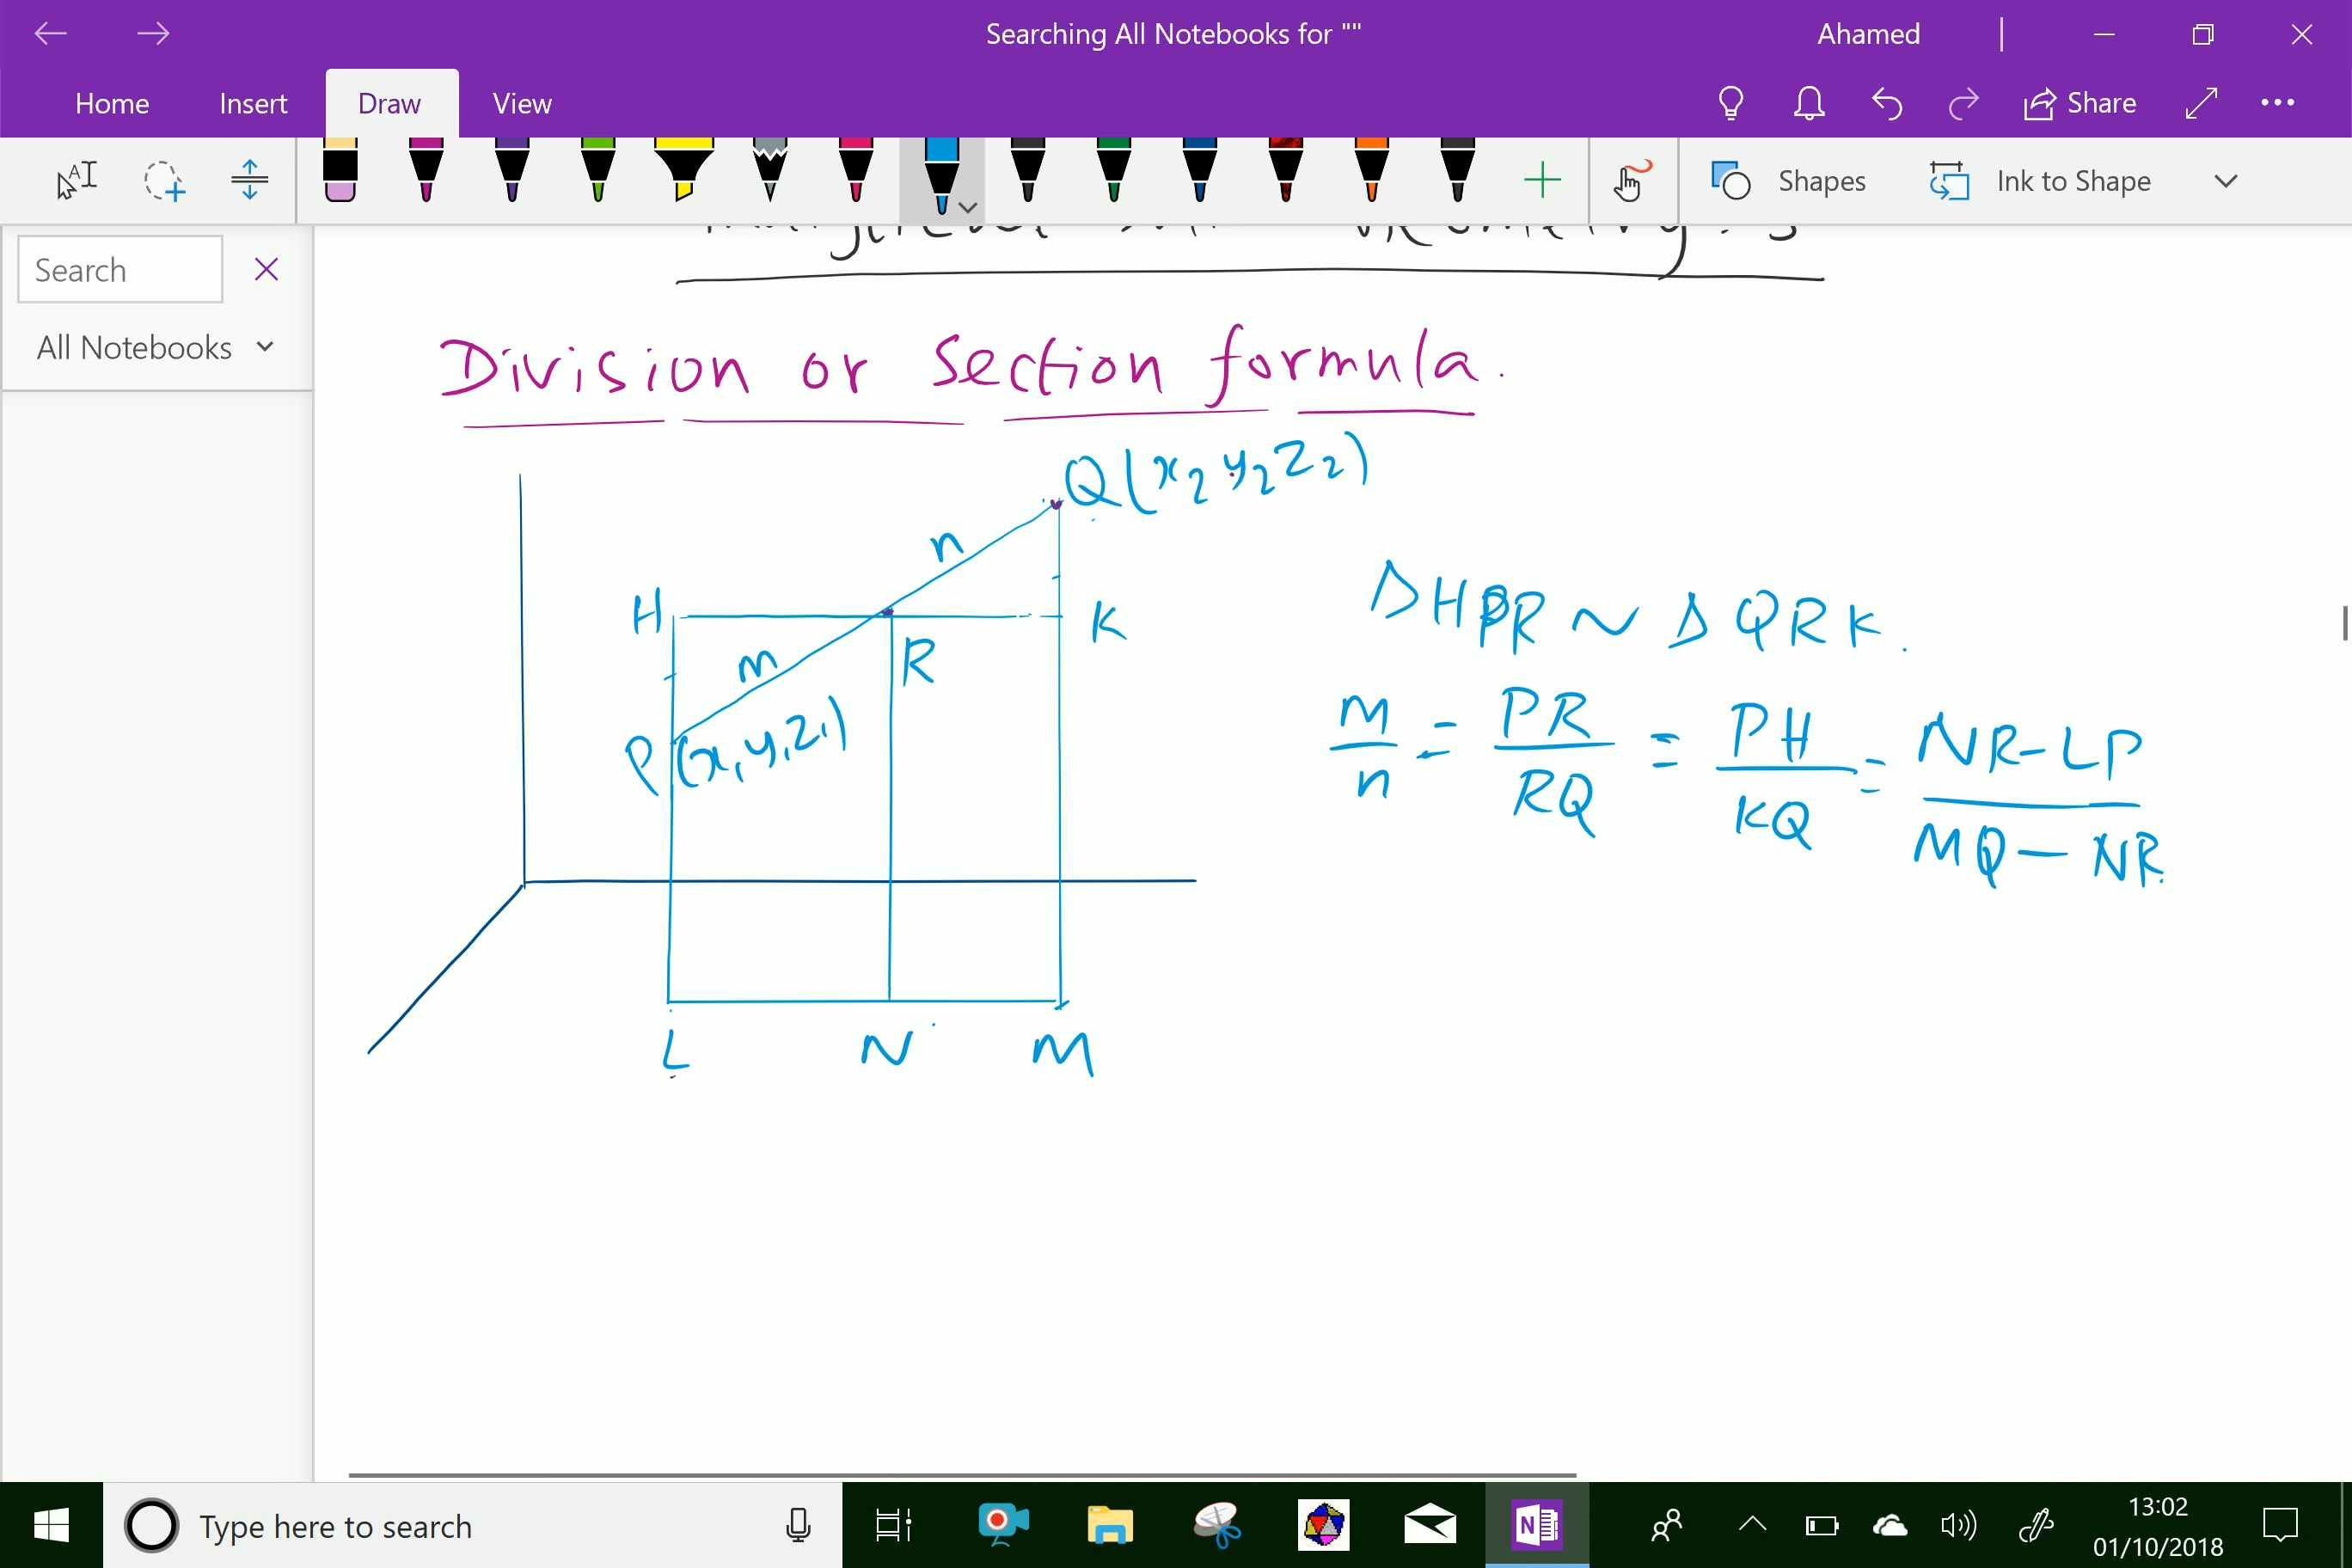 Searching All Notebooks for ""
Ahamed
Home Insert Draw View
Share
Shapes
Ink to Shape
Search
All Notebooks
Division or Section formula.
Q(x₂ y₂ z₂)
n
H
K
m
R
P(x₁ y₁ z₁)
L N M
ΔHPR ~ ΔQRK.
m/n = PR/RQ = PH/KQ = NR-LP/MQ-NR.
Type here to search
N
13:02
01/10/2018